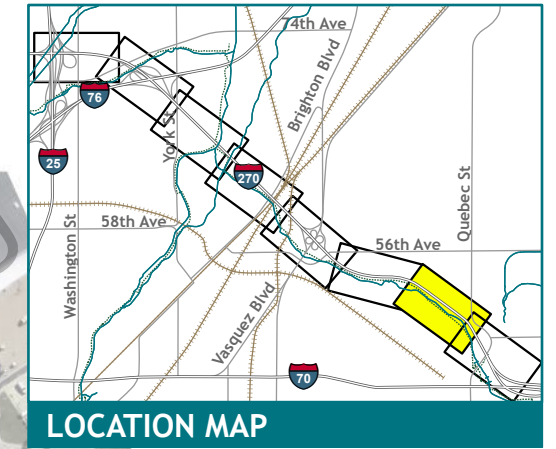 74th Ave
Brighton Blvd
76
York St
25
270
Quebec St
Washington St
58th Ave
56th Ave
Vasquez Blvd
70
LOCATION MAP